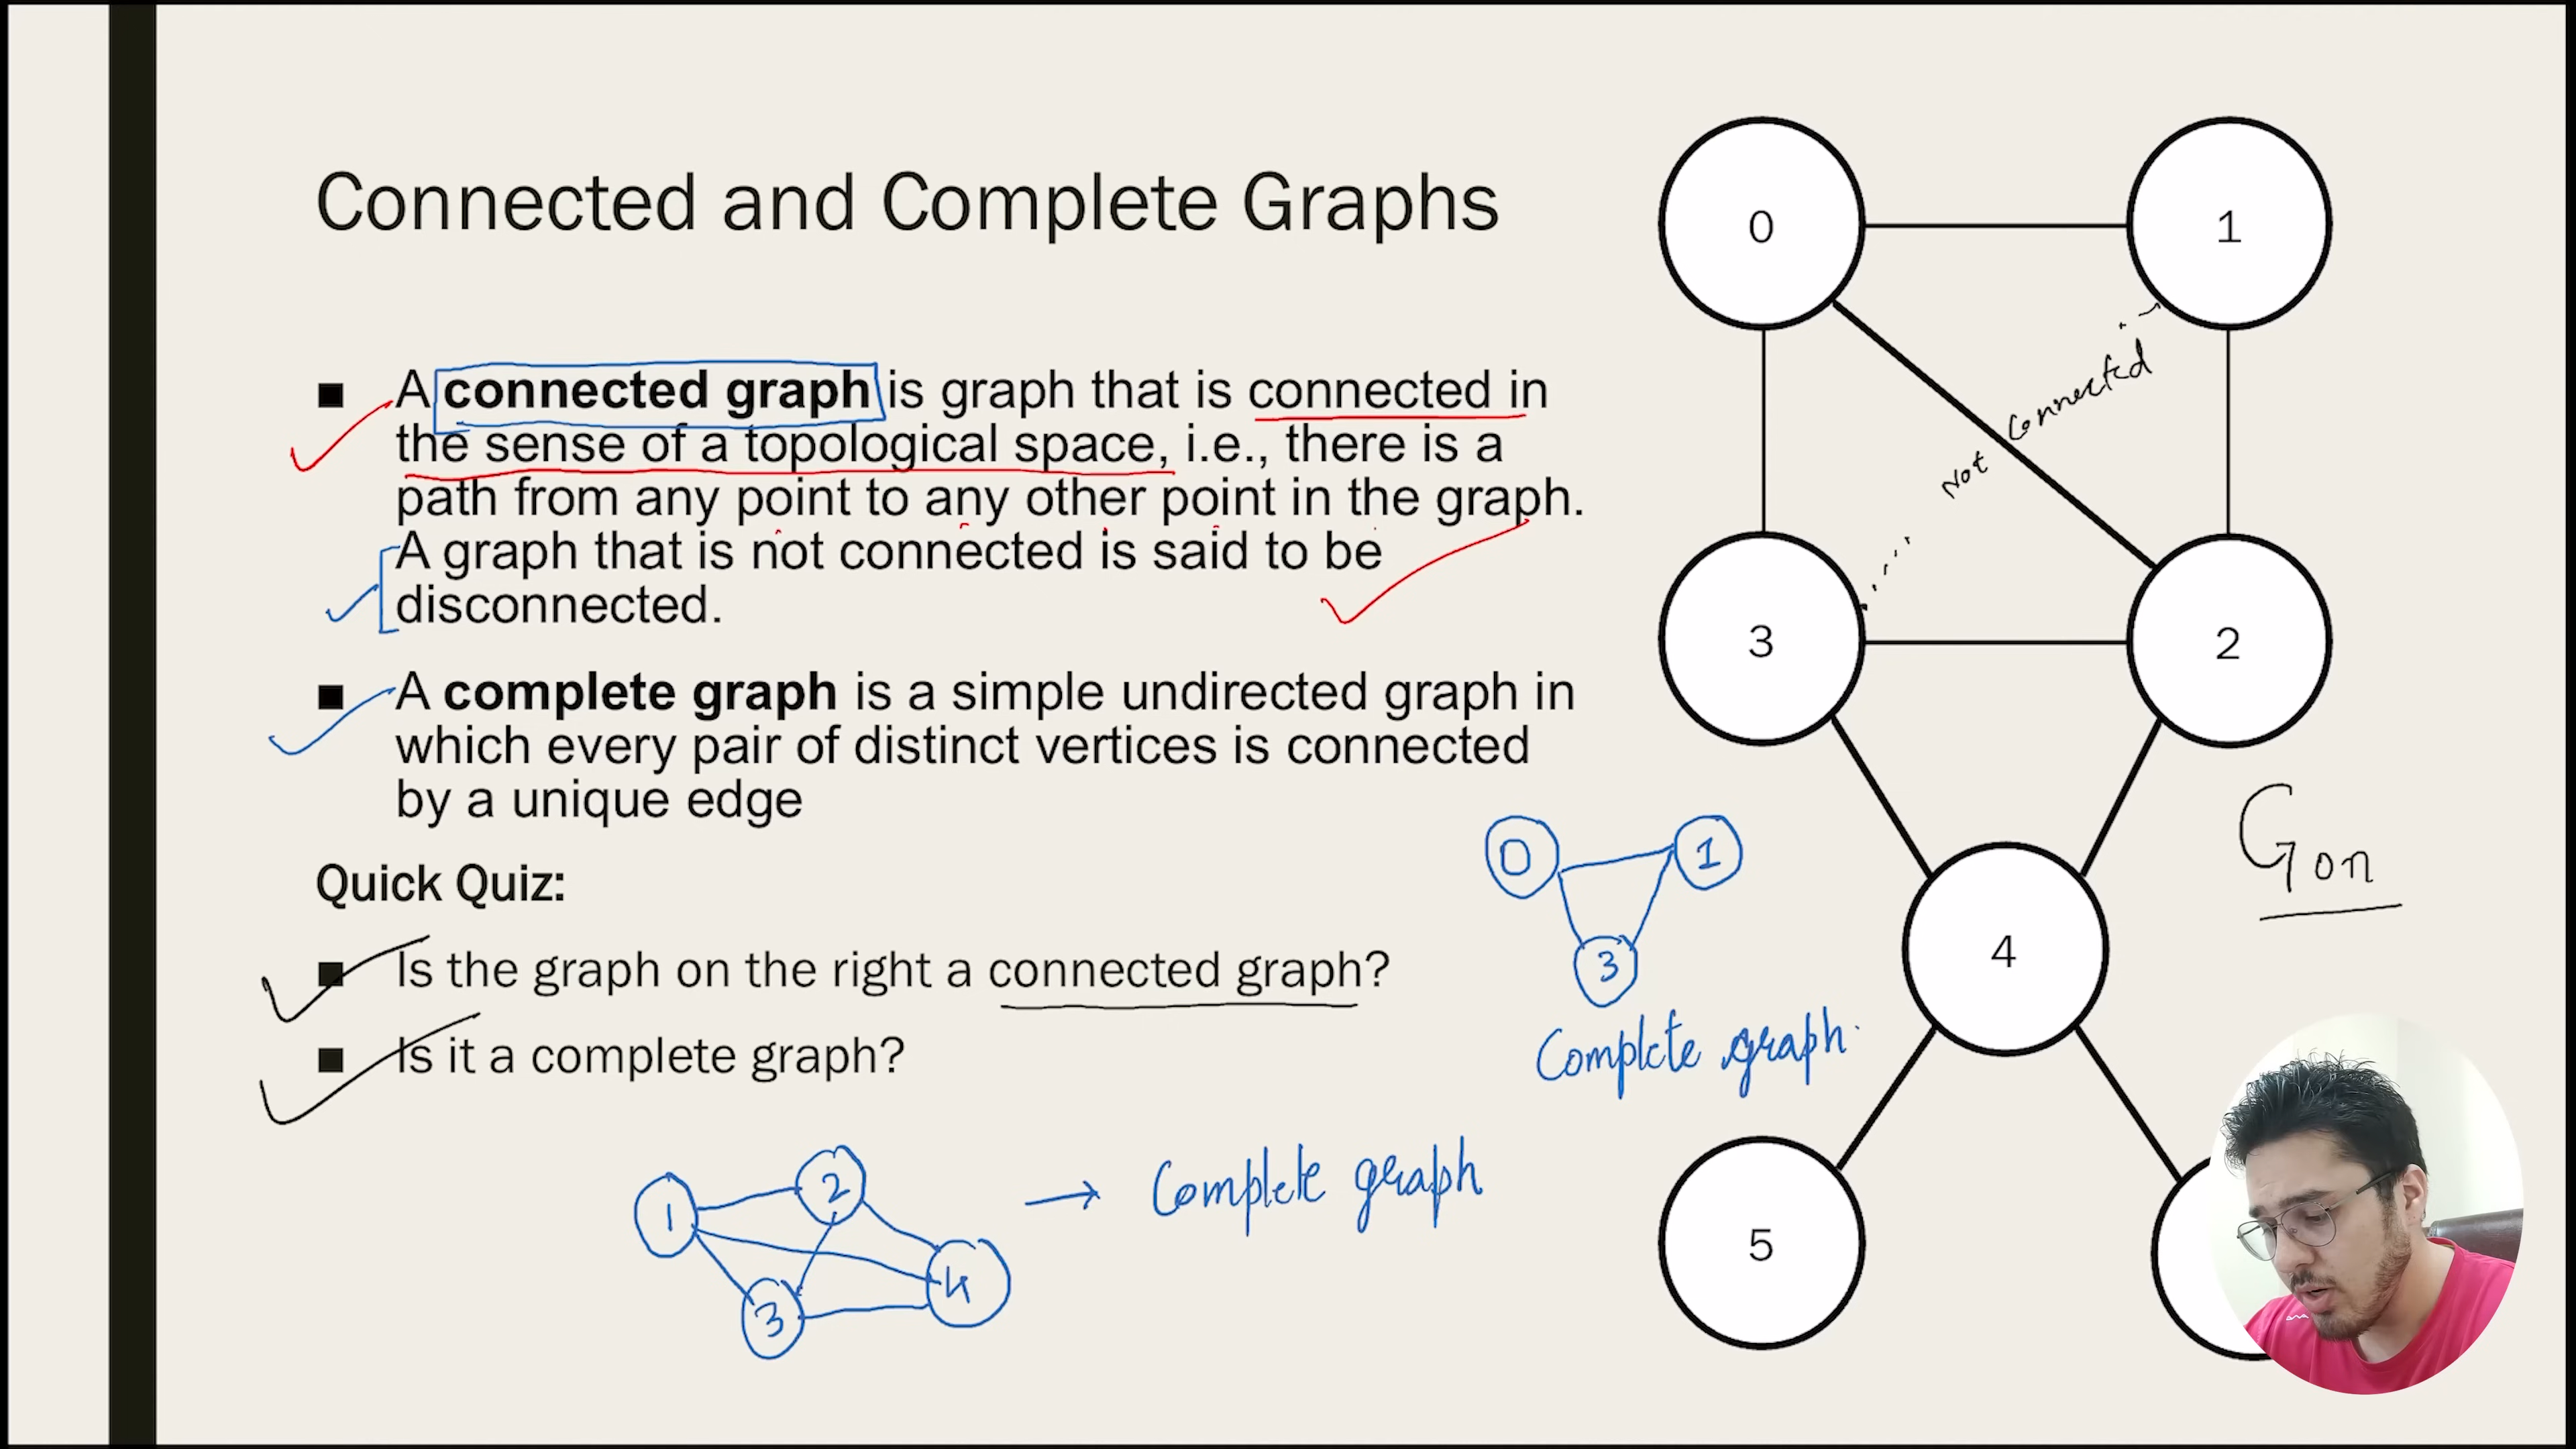 Connected and Complete Graphs
■ A connected graph is graph that is connected in
the sense of a topological space, i.e., there is a
path from any point to any other point in the graph.
A graph that is not connected is said to be
disconnected.
■ A complete graph is a simple undirected graph in
which every pair of distinct vertices is connected
by a unique edge
Quick Quiz:
■ Is the graph on the right a connected graph?
■ Is it a complete graph?
1
2
3
4
→ Complete graph
0
1
3
Complete graph.
0
1
Not Connected
3
2
4
Gon
5